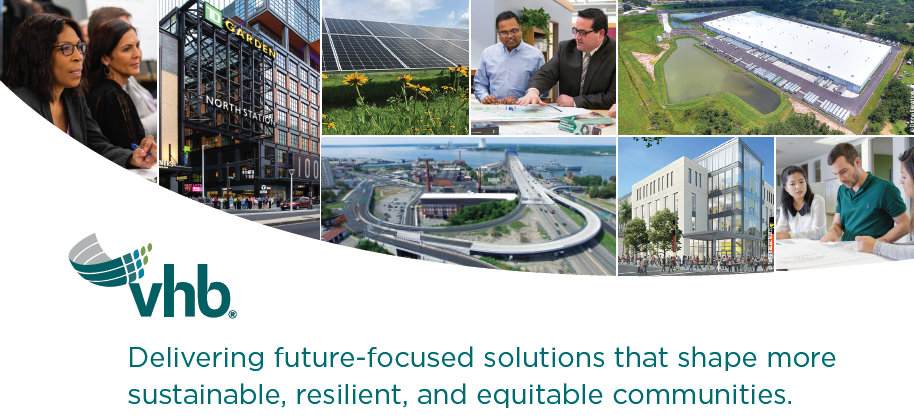 GARDEN
NORTH STATION
vhb®
Delivering future-focused solutions that shape more
sustainable, resilient, and equitable communities.